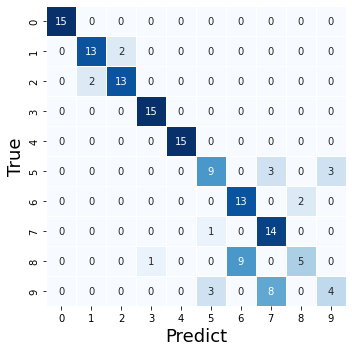 0 15 0 0 0 0 0 0 0 0 0
1 0 13 2 0 0 0 0 0 0 0
2 0 2 13 0 0 0 0 0 0 0
3 0 0 0 15 0 0 0 0 0 0
4 0 0 0 0 15 0 0 0 0 0
5 0 0 0 0 0 9 0 3 0 3
6 0 0 0 0 0 0 13 0 2 0
7 0 0 0 0 0 1 0 14 0 0
8 0 0 0 1 0 0 9 0 5 0
9 0 0 0 0 0 3 0 8 0 4
0 1 2 3 4 5 6 7 8 9
True
Predict